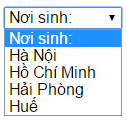 Nơi sinh:
Nơi sinh:
Hà Nội
Hồ Chí Minh
Hải Phòng
Huế